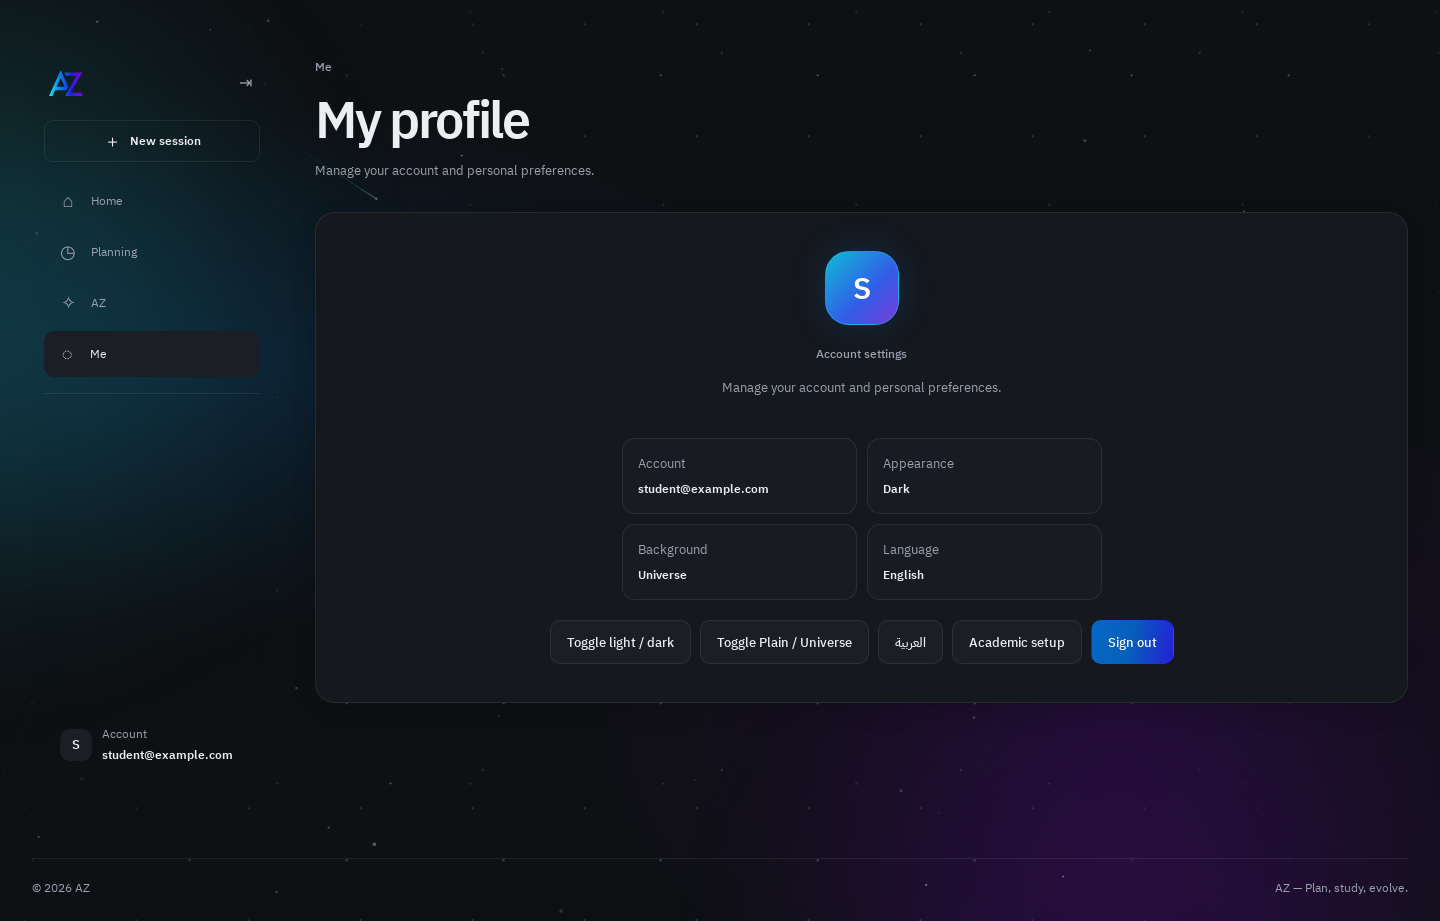 AZ
New session
Home
Planning
AZ
Me
Account
S
student@example.com
Me
My profile
Manage your account and personal preferences.
S
Account settings
Manage your account and personal preferences.
Account
student@example.com
Appearance
Dark
Background
Universe
Language
English
Toggle light / dark
Toggle Plain / Universe
العربية
Academic setup
Sign out
© 2026 AZ
AZ — Plan, study, evolve.